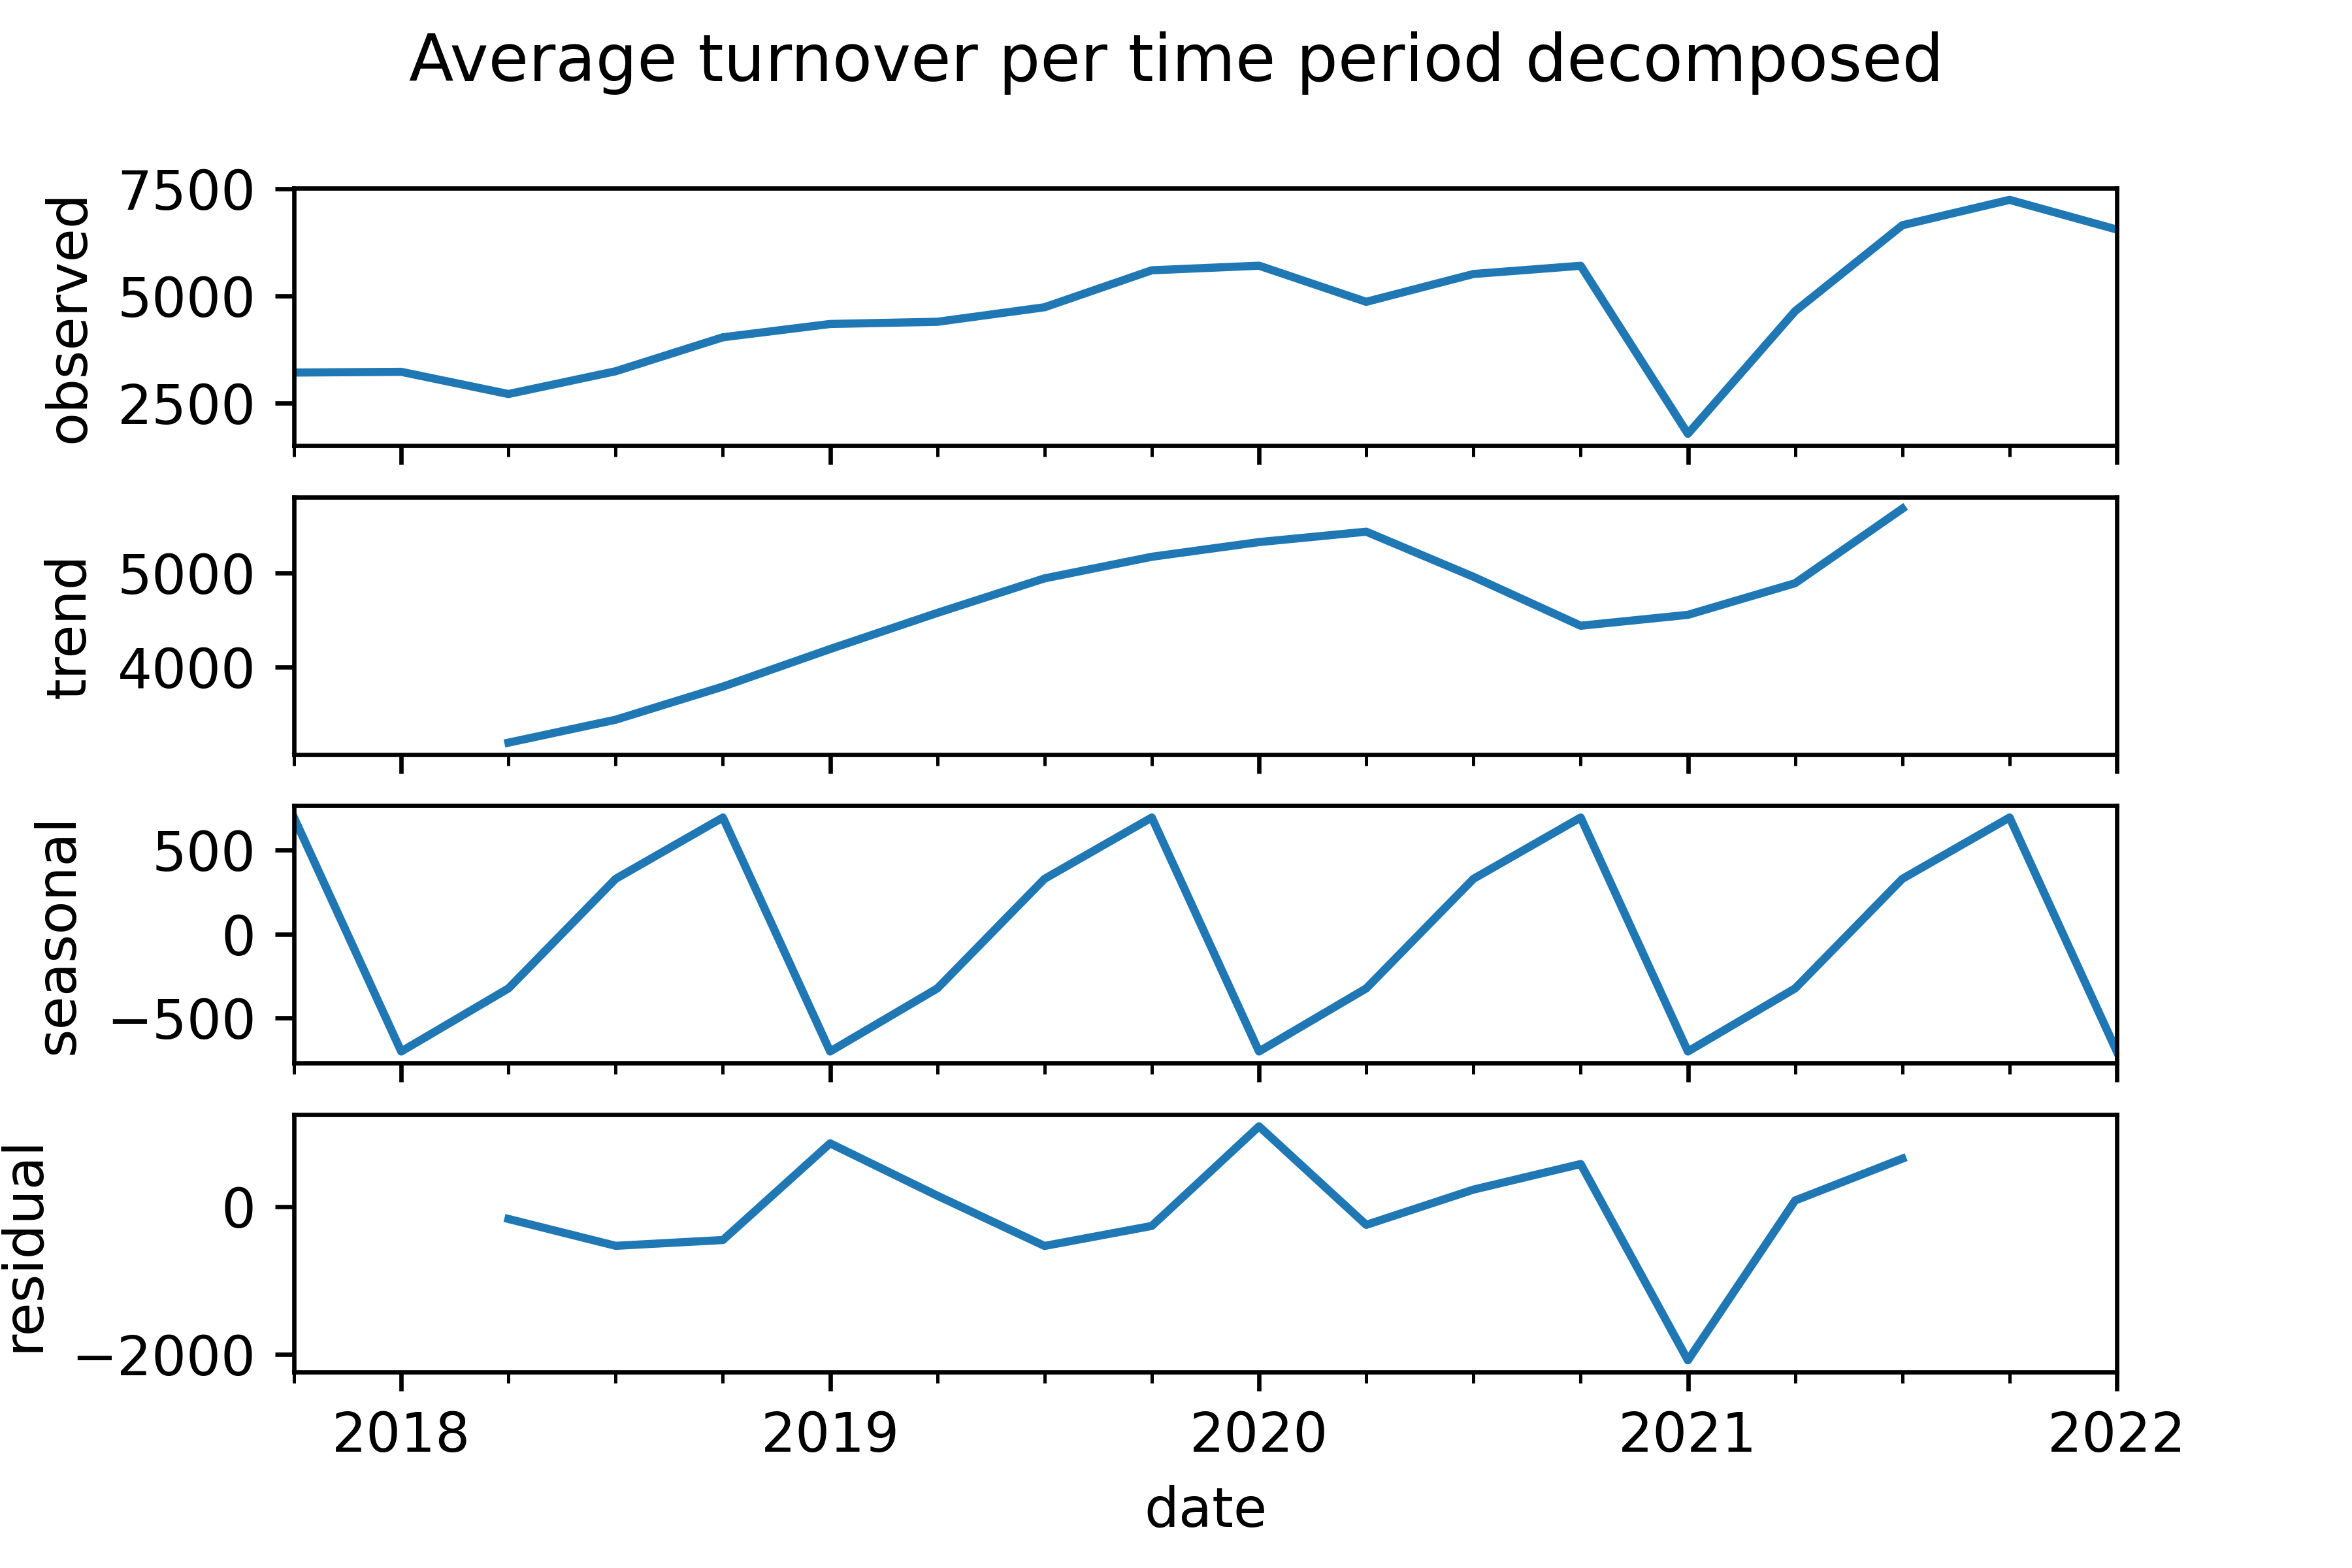 Average turnover per time period decomposed
observed
7500
5000
2500
trend
5000
4000
seasonal
500
0
−500
residual
0
−2000
2018 2019 2020 2021 2022
date